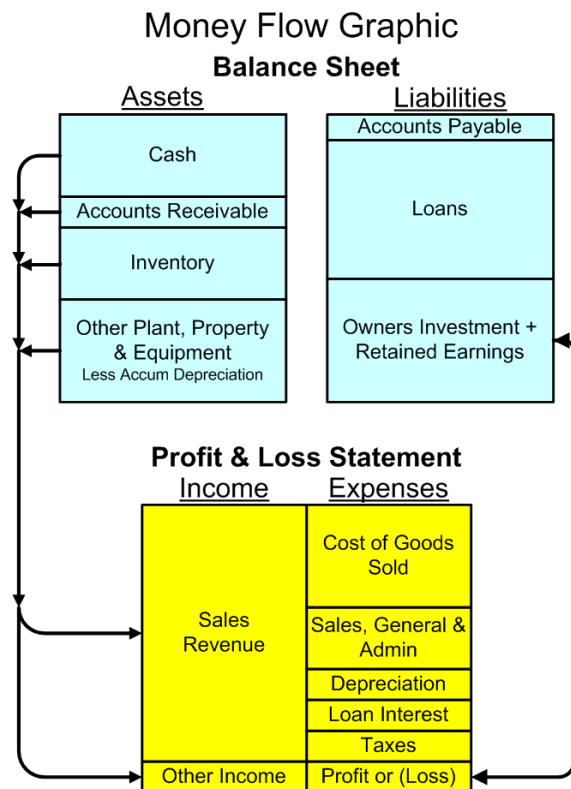 Money Flow Graphic
Balance Sheet
Assets
Liabilities
Cash
Accounts Receivable
Inventory
Other Plant, Property
& Equipment
Less Accum Depreciation
Accounts Payable
Loans
Owners Investment +
Retained Earnings
Profit & Loss Statement
Income
Expenses
Sales
Revenue
Other Income
Cost of Goods
Sold
Sales, General &
Admin
Depreciation
Loan Interest
Taxes
Profit or (Loss)